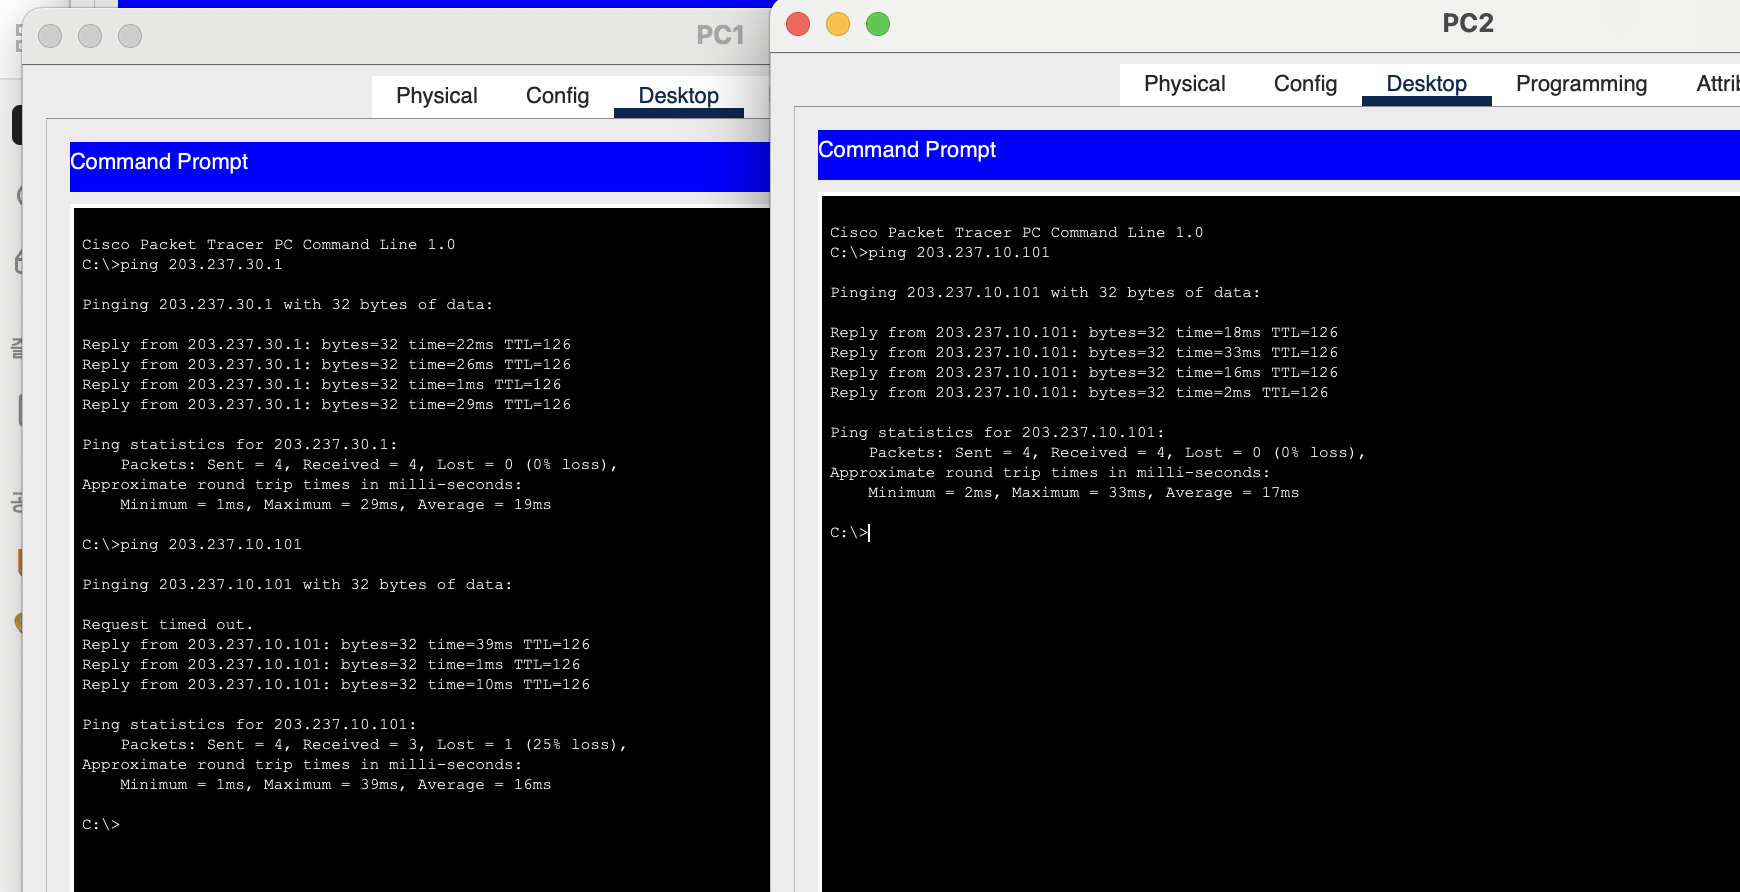 PC1
Physical Config Desktop
Command Prompt
Cisco Packet Tracer PC Command Line 1.0
C:\>ping 203.237.30.1
Pinging 203.237.30.1 with 32 bytes of data:
Reply from 203.237.30.1: bytes=32 time=22ms TTL=126
Reply from 203.237.30.1: bytes=32 time=26ms TTL=126
Reply from 203.237.30.1: bytes=32 time=1ms TTL=126
Reply from 203.237.30.1: bytes=32 time=29ms TTL=126
Ping statistics for 203.237.30.1:
Packets: Sent = 4, Received = 4, Lost = 0 (0% loss),
Approximate round trip times in milli-seconds:
Minimum = 1ms, Maximum = 29ms, Average = 19ms
C:\>ping 203.237.10.101
Pinging 203.237.10.101 with 32 bytes of data:
Request timed out.
Reply from 203.237.10.101: bytes=32 time=39ms TTL=126
Reply from 203.237.10.101: bytes=32 time=1ms TTL=126
Reply from 203.237.10.101: bytes=32 time=10ms TTL=126
Ping statistics for 203.237.10.101:
Packets: Sent = 4, Received = 3, Lost = 1 (25% loss),
Approximate round trip times in milli-seconds:
Minimum = 1ms, Maximum = 39ms, Average = 16ms
C:\>
PC2
Physical Config Desktop Programming Attrib
Command Prompt
Cisco Packet Tracer PC Command Line 1.0
C:\>ping 203.237.10.101
Pinging 203.237.10.101 with 32 bytes of data:
Reply from 203.237.10.101: bytes=32 time=18ms TTL=126
Reply from 203.237.10.101: bytes=32 time=33ms TTL=126
Reply from 203.237.10.101: bytes=32 time=16ms TTL=126
Reply from 203.237.10.101: bytes=32 time=2ms TTL=126
Ping statistics for 203.237.10.101:
Packets: Sent = 4, Received = 4, Lost = 0 (0% loss),
Approximate round trip times in milli-seconds:
Minimum = 2ms, Maximum = 33ms, Average = 17ms
C:\>